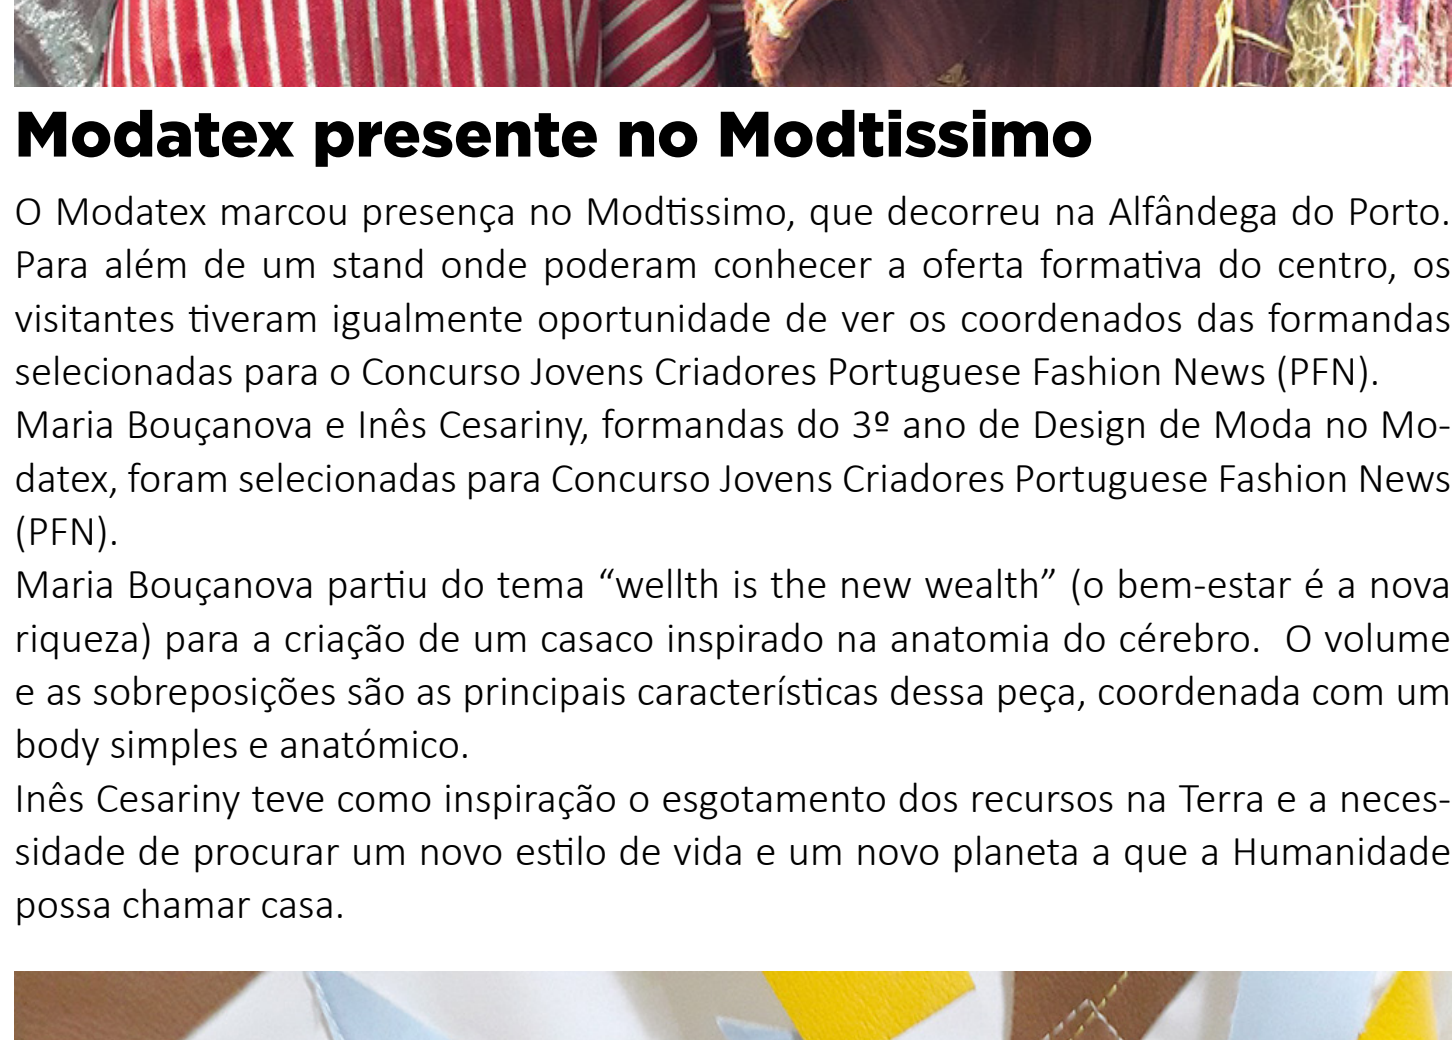 Modatex presente no Modtissimo
O Modatex marcou presença no Modtissimo, que decorreu na Alfândega do Porto.
Para além de um stand onde poderam conhecer a oferta formativa do centro, os
visitantes tiveram igualmente oportunidade de ver os coordenados das formandas
selecionadas para o Concurso Jovens Criadores Portuguese Fashion News (PFN).
Maria Bouçanova e Inês Cesariny, formandas do 3º ano de Design de Moda no Mo-
datex, foram selecionadas para Concurso Jovens Criadores Portuguese Fashion News
(PFN).
Maria Bouçanova partiu do tema “wellth is the new wealth” (o bem-estar é a nova
riqueza) para a criação de um casaco inspirado na anatomia do cérebro.  O volume
e as sobreposições são as principais características dessa peça, coordenada com um
body simples e anatómico.
Inês Cesariny teve como inspiração o esgotamento dos recursos na Terra e a neces-
sidade de procurar um novo estilo de vida e um novo planeta a que a Humanidade
possa chamar casa.